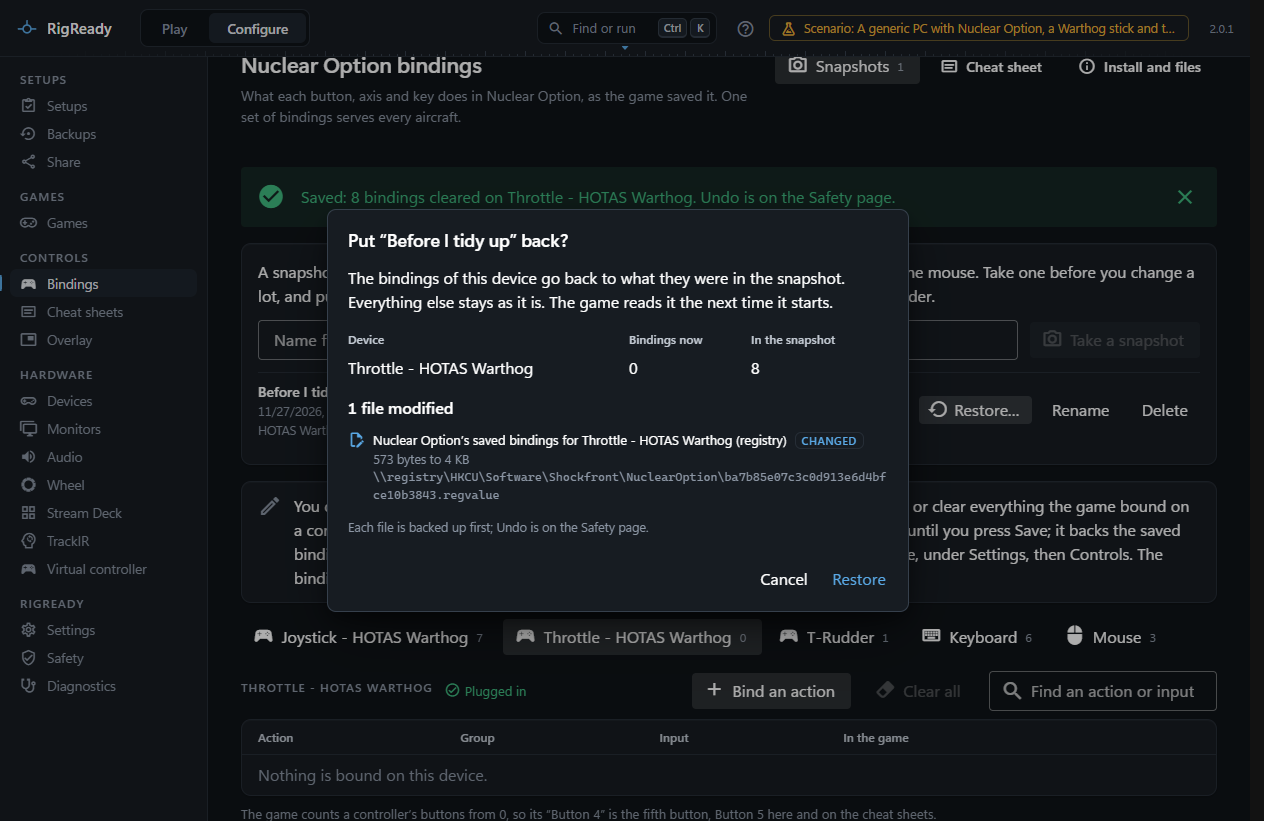 RigReady
Play
Configure
Find or run
Ctrl
K
Scenario: A generic PC with Nuclear Option, a Warthog stick and t...
2.0.1
SETUPS
Setups
Backups
Share
GAMES
Games
CONTROLS
Bindings
Cheat sheets
Overlay
HARDWARE
Devices
Monitors
Audio
Wheel
Stream Deck
TrackIR
Virtual controller
RIGREADY
Settings
Safety
Diagnostics
Nuclear Option bindings
Snapshots 1
Cheat sheet
Install and files
What each button, axis and key does in Nuclear Option, as the game saved it. One
set of bindings serves every aircraft.
Saved: 8 bindings cleared on Throttle - HOTAS Warthog. Undo is on the Safety page.
A snapsh
he mouse. Take one before you change a
lot, and p
der.
Name f
Take a snapshot
Before I tid
11/27/2026,
HOTAS Wart
Restore...
Rename
Delete
You
or clear everything the game bound on
a co
until you press Save; it backs the saved
bind
e, under Settings, then Controls. The
bindi
Put “Before I tidy up” back?
The bindings of this device go back to what they were in the snapshot.
Everything else stays as it is. The game reads it the next time it starts.
Device
Bindings now
In the snapshot
Throttle - HOTAS Warthog
0
8
1 file modified
Nuclear Option’s saved bindings for Throttle - HOTAS Warthog (registry)
CHANGED
573 bytes to 4 KB
\\registry\HKCU\Software\Shockfront\NuclearOption\ba7b85e07c3c0d913e6d4bf
ce10b3843.regvalue
Each file is backed up first; Undo is on the Safety page.
Cancel
Restore
Joystick - HOTAS Warthog 7
Throttle - HOTAS Warthog 0
T-Rudder 1
Keyboard 6
Mouse 3
THROTTLE - HOTAS WARTHOG
Plugged in
Bind an action
Clear all
Find an action or input
Action
Group
Input
In the game
Nothing is bound on this device.
The game counts a controller’s buttons from 0, so its “Button 4” is the fifth button, Button 5 here and on the cheat sheets.